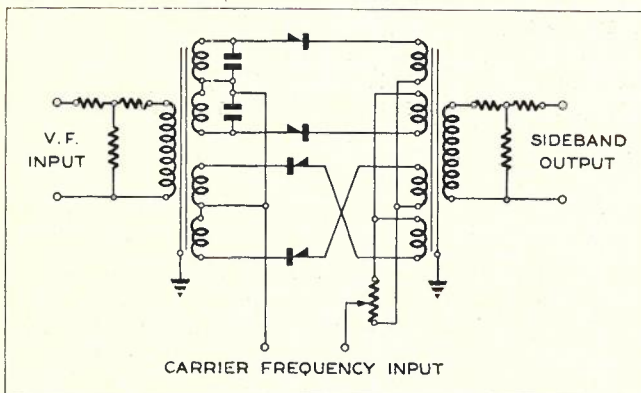 V. F.
INPUT
SIDEBAND
OUTPUT
CARRIER FREQUENCY INPUT